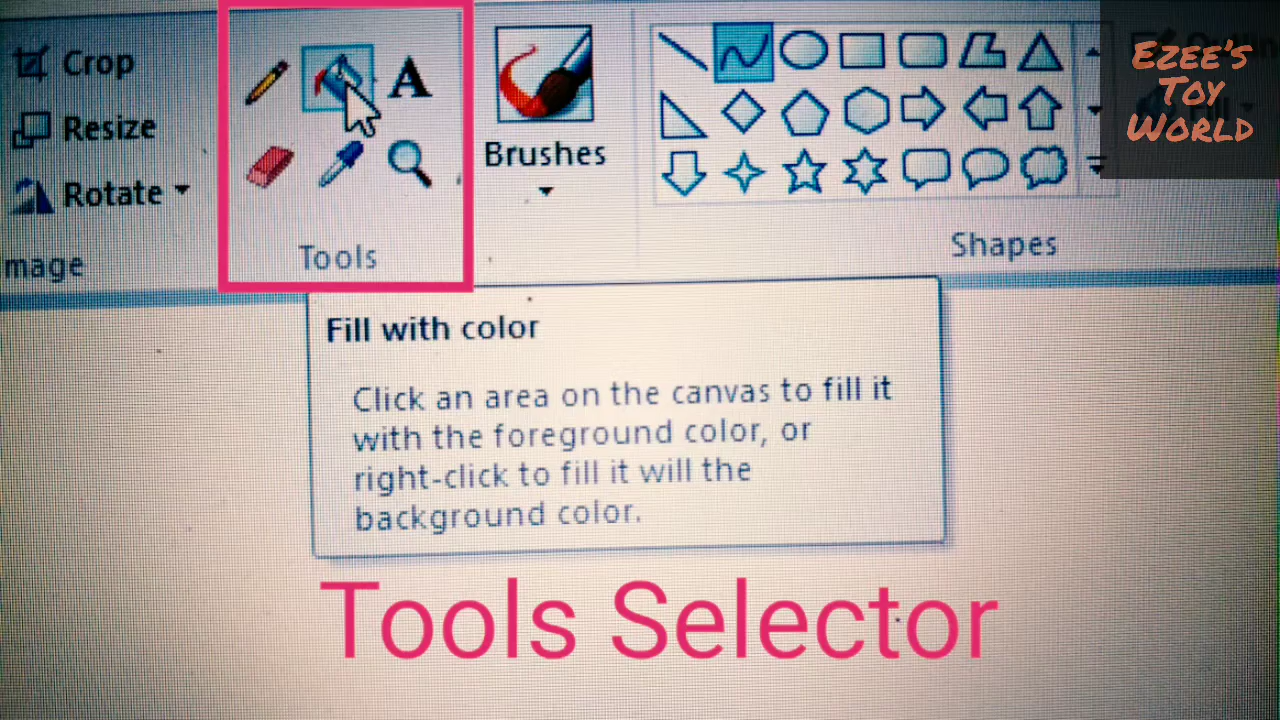 Crop
Resize
Rotate
mage
A
Tools
Brushes
Shapes
EZEE'S
TOY
WORLD
Fill with color
Click an area on the canvas to fill it
with the foreground color, or
right-click to fill it will the
background color.
Tools Selector